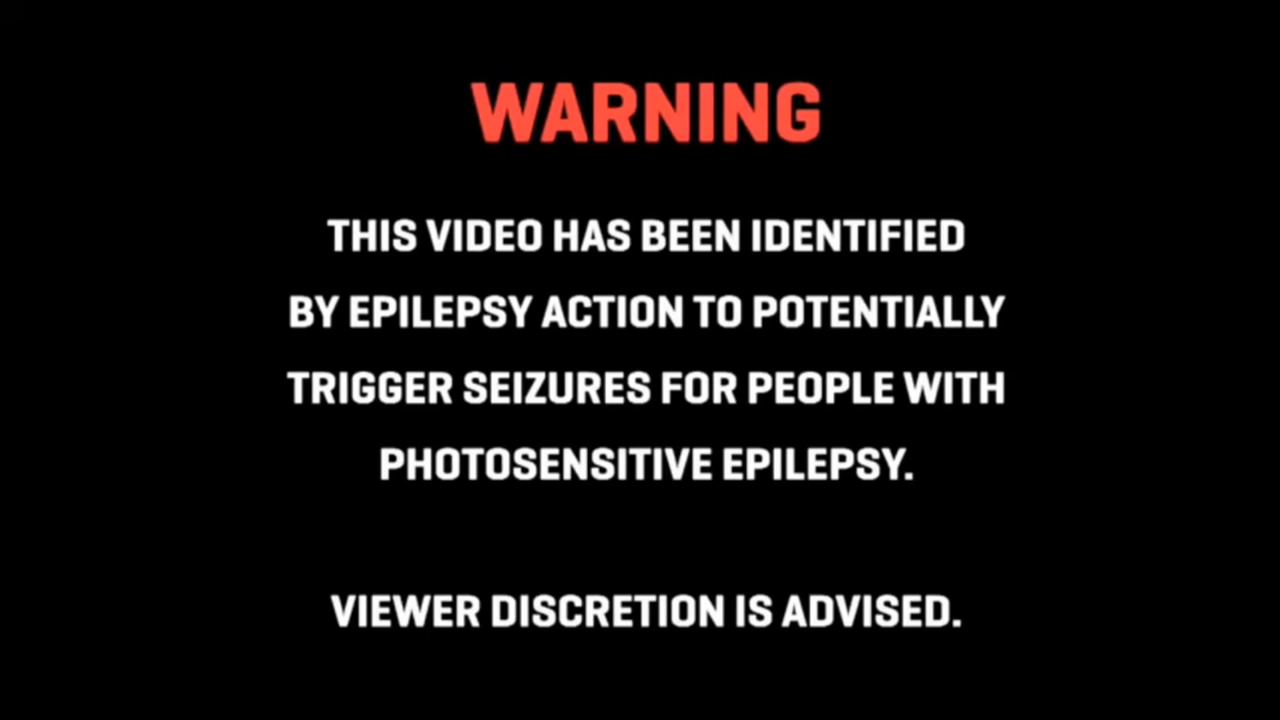 WARNING
THIS VIDEO HAS BEEN IDENTIFIED
BY EPILEPSY ACTION TO POTENTIALLY
TRIGGER SEIZURES FOR PEOPLE WITH
PHOTOSENSITIVE EPILEPSY.
VIEWER DISCRETION IS ADVISED.